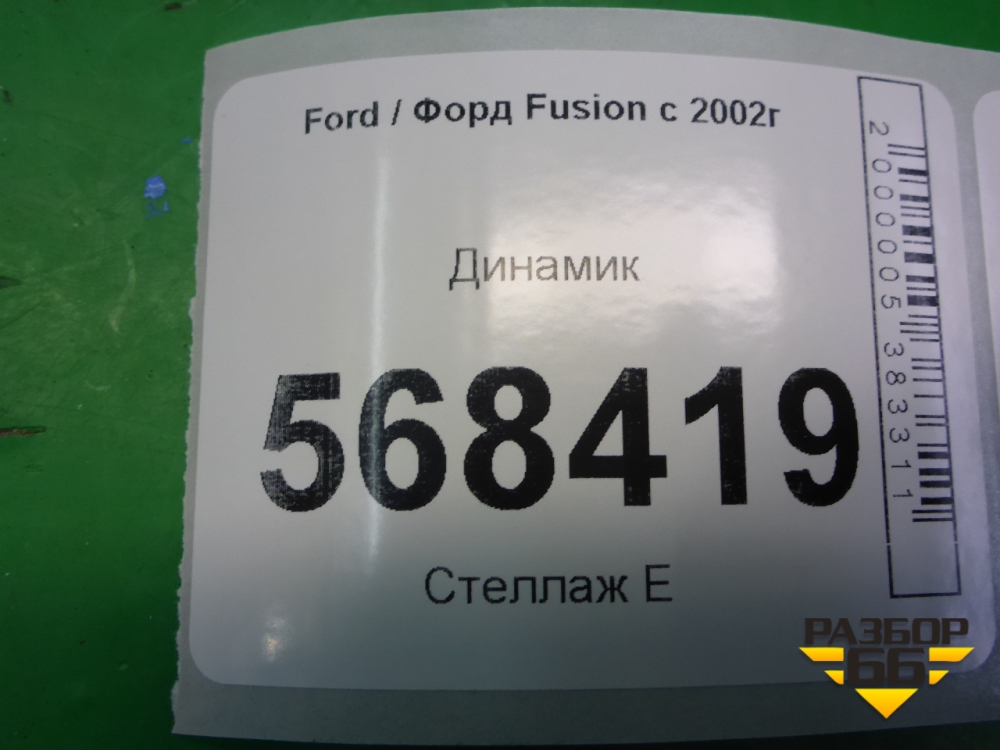 Ford / Форд Fusion с 2002г
Динамик
568419
Стеллаж Е
2000005383311
РАЗБОР
66